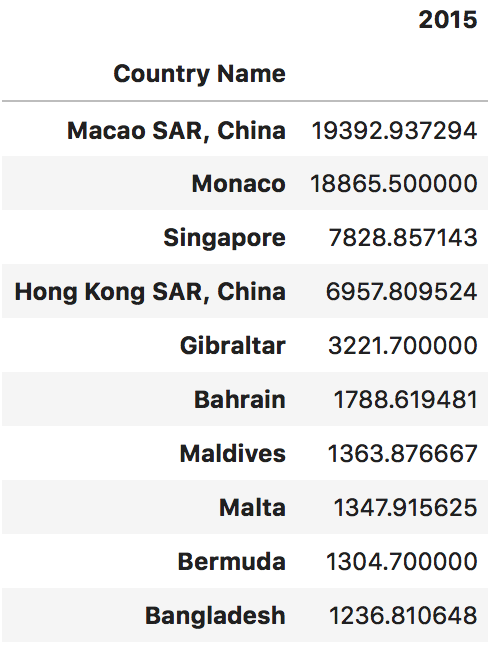 2015
Country Name
Macao SAR, China 19392.937294
Monaco 18865.500000
Singapore 7828.857143
Hong Kong SAR, China 6957.809524
Gibraltar 3221.700000
Bahrain 1788.619481
Maldives 1363.876667
Malta 1347.915625
Bermuda 1304.700000
Bangladesh 1236.810648